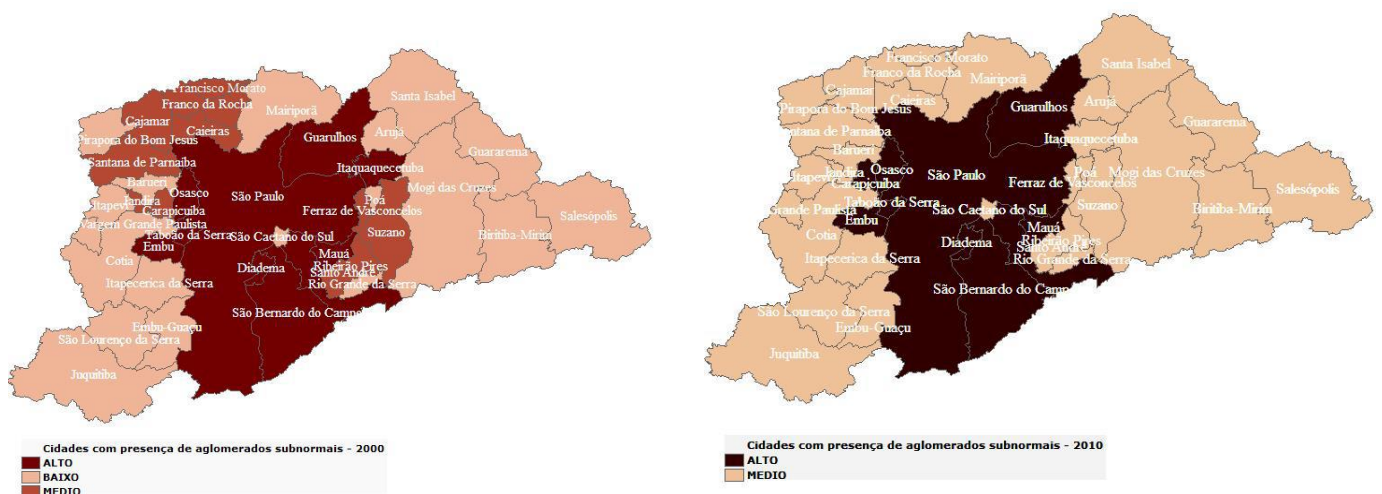 Francisco Morato
Franco da Rocha
Mairiporã
Santa Isabel
Cajamar
Caieiras
Guarulhos
Arujá
Pirapora do Bom Jesus
Guararema
Santana de Parnaiba
Itaquaquecetuba
Barueri
Osasco
São Paulo
Mogi das Cruzes
Itapevi
Jandira
Carapicuiba
Poá
Ferraz de Vasconcelos
Salesópolis
Vargem Grande Paulista
Taboão da Serra
São Caetano do Sul
Suzano
Biritiba-Mirim
Embu
Mauá
Cotia
Diadema
Ribeirão Pires
Santo André
Itapecerica da Serra
Rio Grande da Serra
São Bernardo do Campo
Embu-Guaçu
São Lourenço da Serra
Juquitiba
Cidades com presença de aglomerados subnormais - 2000
ALTO
BAIXO
MEDIO
Francisco Morato
Franco da Rocha
Mairiporã
Santa Isabel
Cajamar
Caieiras
Guarulhos
Arujá
Pirapora do Bom Jesus
Guararema
Santana de Parnaiba
Itaquaquecetuba
Barueri
Osasco
São Paulo
Poá
Mogi das Cruzes
Itapevi
Jandira
Carapicuiba
Ferraz de Vasconcelos
Salesópolis
Taboão da Serra
Grande Paulista
São Caetano do Sul
Suzano
Biritiba-Mirim
Embu
Mauá
Cotia
Diadema
Ribeirão Pires
Santo André
Itapecerica da Serra
Rio Grande da Serra
São Bernardo do Campo
São Lourenço da Serra
Embu-Guaçu
Juquitiba
Cidades com presença de aglomerados subnormais - 2010
ALTO
MEDIO